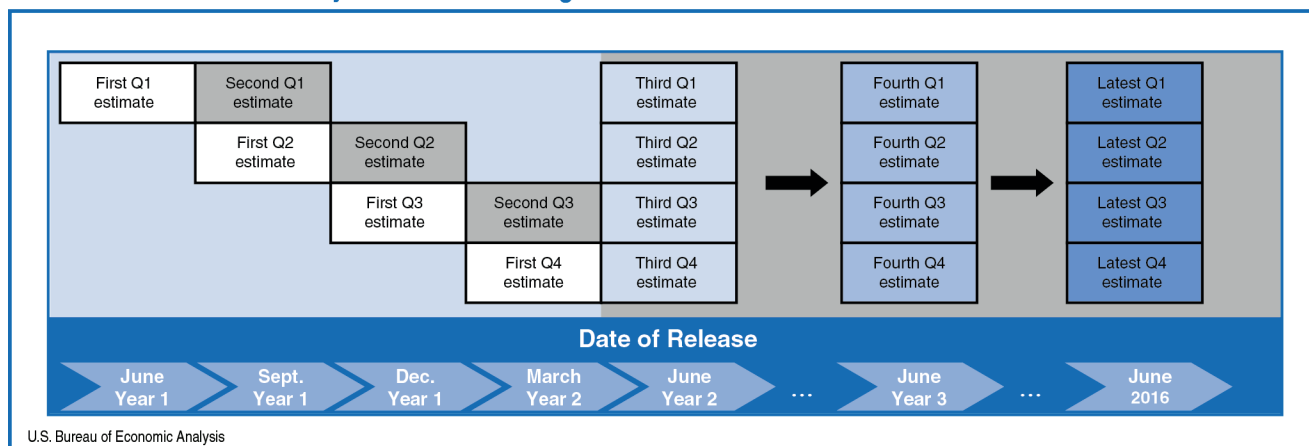 First Q1
estimate
Second Q1
estimate
Third Q1
estimate
Fourth Q1
estimate
Latest Q1
estimate
First Q2
estimate
Second Q2
estimate
Third Q2
estimate
Fourth Q2
estimate
Latest Q2
estimate
First Q3
estimate
Second Q3
estimate
Third Q3
estimate
Fourth Q3
estimate
Latest Q3
estimate
First Q4
estimate
Third Q4
estimate
Fourth Q4
estimate
Latest Q4
estimate
Date of Release
June
Year 1
Sept.
Year 1
Dec.
Year 1
March
Year 2
June
Year 2
...
June
Year 3
...
June
2016
U.S. Bureau of Economic Analysis